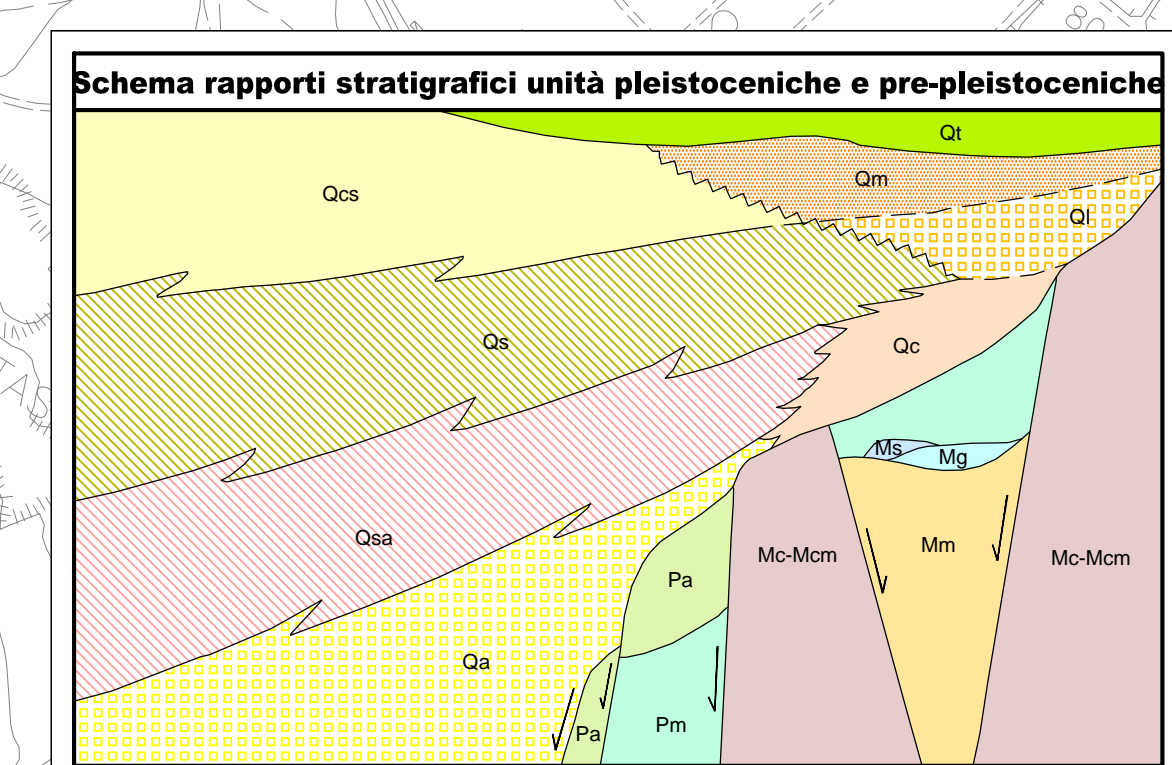 Schema rapporti stratigrafici unità pleistoceniche e pre-pleistoceniche
Qt
Qcs
Qm
Ql
Qs
Qc
Ms
Mg
Qsa
Mm
Mc-Mcm
Mc-Mcm
Pa
Qa
Pa
Pm